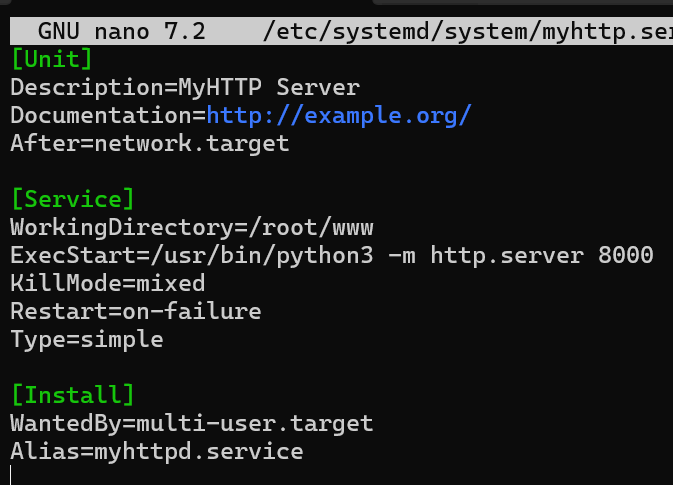 GNU nano 7.2 /etc/systemd/system/myhttp.ser
[Unit]
Description=MyHTTP Server
Documentation=http://example.org/
After=network.target
[Service]
WorkingDirectory=/root/www
ExecStart=/usr/bin/python3 -m http.server 8000
KillMode=mixed
Restart=on-failure
Type=simple
[Install]
WantedBy=multi-user.target
Alias=myhttpd.service